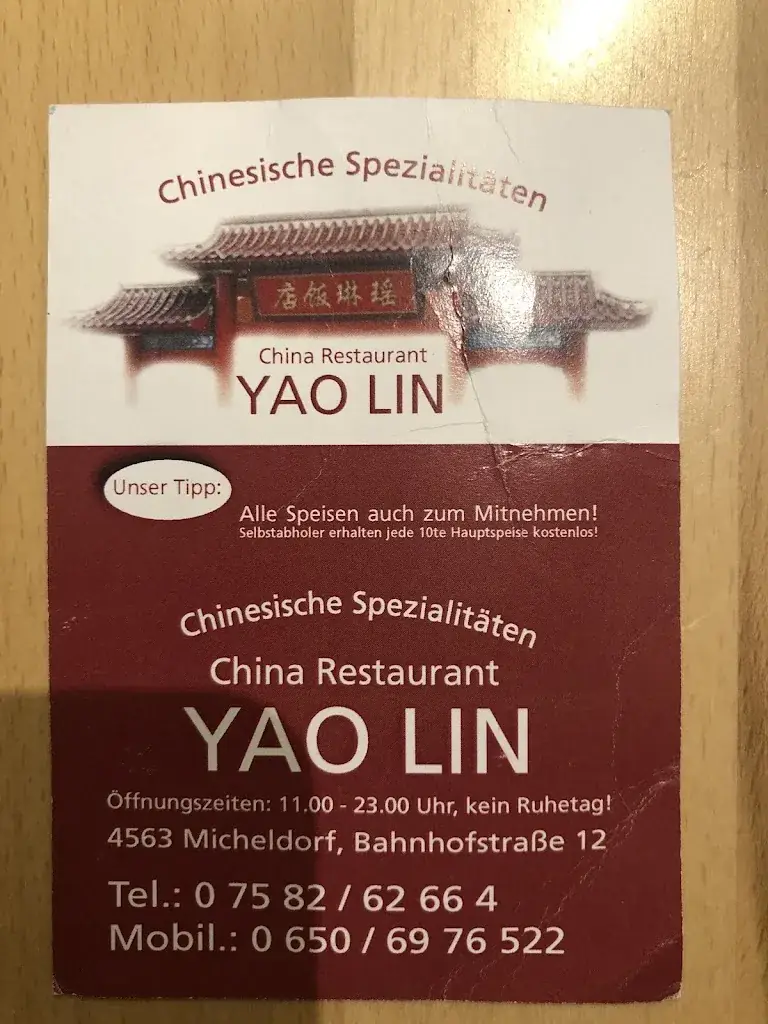 Chinesische Spezialitäten
店飯琳瑤
China Restaurant
YAO LIN
Unser Tipp:
Alle Speisen auch zum Mitnehmen!
Selbstabholer erhalten jede 10te Hauptspeise kostenlos!
Chinesische Spezialitäten
China Restaurant
YAO LIN
Öffnungszeiten: 11.00 - 23.00 Uhr, kein Ruhetag!
4563 Micheldorf, Bahnhofstraße 12
Tel.: 0 75 82 / 62 66 4
Mobil.: 0 650 / 69 76 522